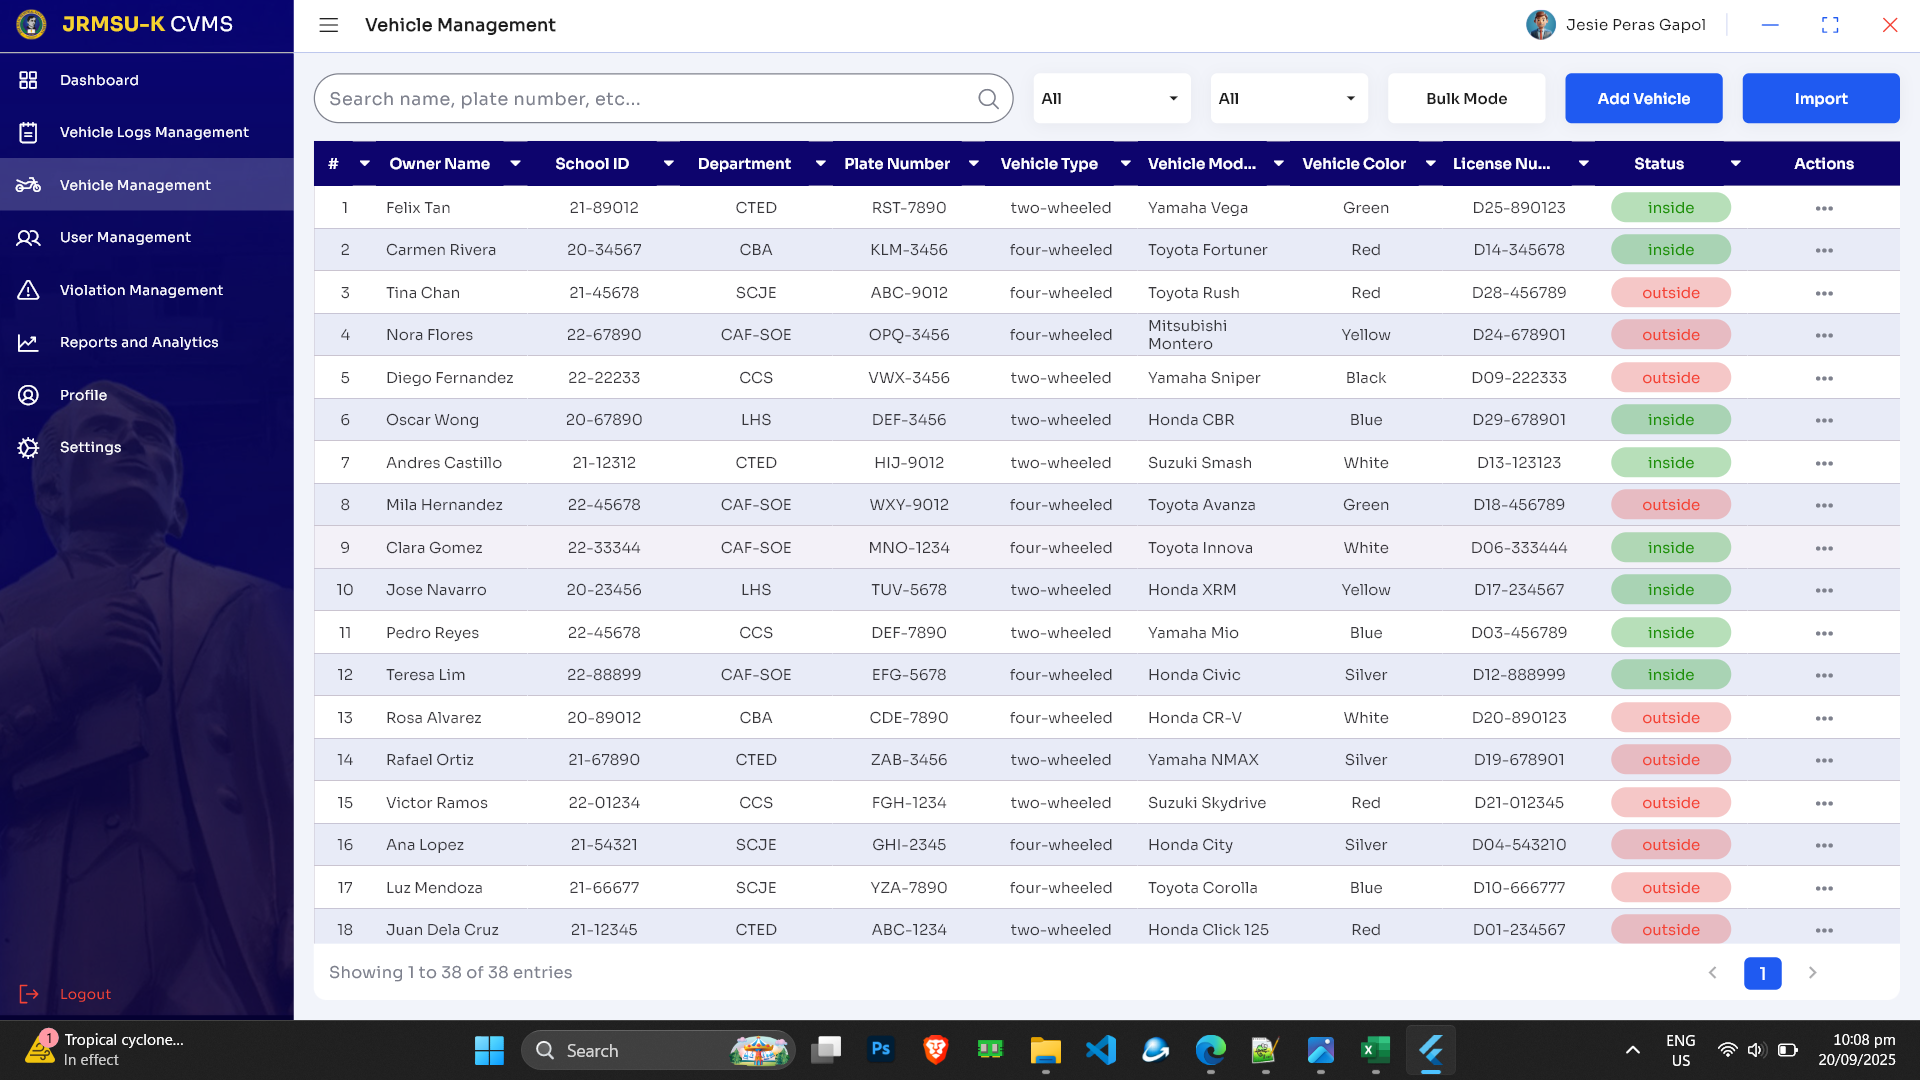 JRMSU-K CVMS
Vehicle Management
Jesie Peras Gapol
Dashboard
Vehicle Logs Management
Vehicle Management
User Management
Violation Management
Reports and Analytics
Profile
Settings
Logout
Search name, plate number, etc...
All
All
Bulk Mode
Add Vehicle
Import
# Owner Name School ID Department Plate Number Vehicle Type Vehicle Mod... Vehicle Color License Nu... Status Actions
1 Felix Tan 21-89012 CTED RST-7890 two-wheeled Yamaha Vega Green D25-890123 inside
2 Carmen Rivera 20-34567 CBA KLM-3456 four-wheeled Toyota Fortuner Red D14-345678 inside
3 Tina Chan 21-45678 SCJE ABC-9012 four-wheeled Toyota Rush Red D28-456789 outside
4 Nora Flores 22-67890 CAF-SOE OPQ-3456 four-wheeled Mitsubishi Montero Yellow D24-678901 outside
5 Diego Fernandez 22-22233 CCS VWX-3456 two-wheeled Yamaha Sniper Black D09-222333 outside
6 Oscar Wong 20-67890 LHS DEF-3456 two-wheeled Honda CBR Blue D29-678901 inside
7 Andres Castillo 21-12312 CTED HIJ-9012 two-wheeled Suzuki Smash White D13-123123 inside
8 Mila Hernandez 22-45678 CAF-SOE WXY-9012 four-wheeled Toyota Avanza Green D18-456789 outside
9 Clara Gomez 22-33344 CAF-SOE MNO-1234 four-wheeled Toyota Innova White D06-333444 inside
10 Jose Navarro 20-23456 LHS TUV-5678 two-wheeled Honda XRM Yellow D17-234567 inside
11 Pedro Reyes 22-45678 CCS DEF-7890 two-wheeled Yamaha Mio Blue D03-456789 inside
12 Teresa Lim 22-88899 CAF-SOE EFG-5678 four-wheeled Honda Civic Silver D12-888999 inside
13 Rosa Alvarez 20-89012 CBA CDE-7890 four-wheeled Honda CR-V White D20-890123 outside
14 Rafael Ortiz 21-67890 CTED ZAB-3456 two-wheeled Yamaha NMAX Silver D19-678901 outside
15 Victor Ramos 22-01234 CCS FGH-1234 two-wheeled Suzuki Skydrive Red D21-012345 outside
16 Ana Lopez 21-54321 SCJE GHI-2345 four-wheeled Honda City Silver D04-543210 outside
17 Luz Mendoza 21-66677 SCJE YZA-7890 four-wheeled Toyota Corolla Blue D10-666777 outside
18 Juan Dela Cruz 21-12345 CTED ABC-1234 two-wheeled Honda Click 125 Red D01-234567 outside
Showing 1 to 38 of 38 entries
1
1
Tropical cyclone...
In effect
Search
Ps
ENG
US
10:08 pm
20/09/2025